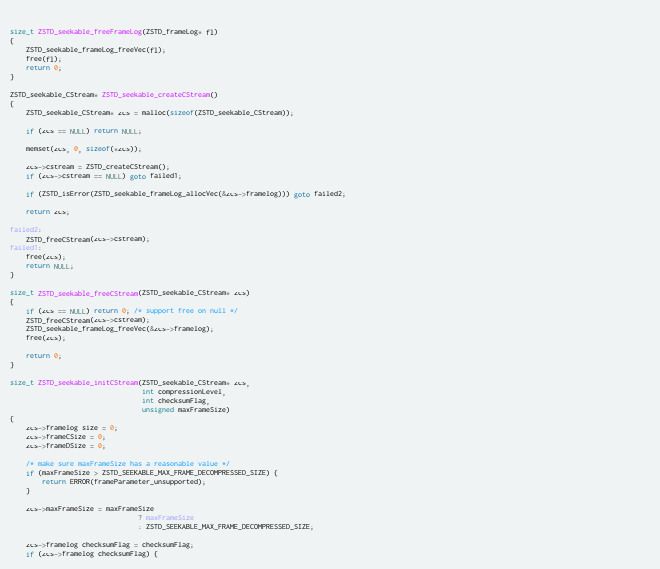 size_t ZSTD_seekable_freeFrameLog(ZSTD_frameLog* fl)
{
    ZSTD_seekable_frameLog_freeVec(fl);
    free(fl);
    return 0;
}
ZSTD_seekable_CStream* ZSTD_seekable_createCStream()
{
    ZSTD_seekable_CStream* zcs = malloc(sizeof(ZSTD_seekable_CStream));
    if (zcs == NULL) return NULL;
    memset(zcs, 0, sizeof(*zcs));
    zcs->cstream = ZSTD_createCStream();
    if (zcs->cstream == NULL) goto failed1;
    if (ZSTD_isError(ZSTD_seekable_frameLog_allocVec(&zcs->framelog))) goto failed2;
    return zcs;
failed2:
    ZSTD_freeCStream(zcs->cstream);
failed1:
    free(zcs);
    return NULL;
}
size_t ZSTD_seekable_freeCStream(ZSTD_seekable_CStream* zcs)
{
    if (zcs == NULL) return 0; /* support free on null */
    ZSTD_freeCStream(zcs->cstream);
    ZSTD_seekable_frameLog_freeVec(&zcs->framelog);
    free(zcs);
    return 0;
}
size_t ZSTD_seekable_initCStream(ZSTD_seekable_CStream* zcs,
                                 int compressionLevel,
                                 int checksumFlag,
                                 unsigned maxFrameSize)
{
    zcs->framelog.size = 0;
    zcs->frameCSize = 0;
    zcs->frameDSize = 0;
    /* make sure maxFrameSize has a reasonable value */
    if (maxFrameSize > ZSTD_SEEKABLE_MAX_FRAME_DECOMPRESSED_SIZE) {
        return ERROR(frameParameter_unsupported);
    }
    zcs->maxFrameSize = maxFrameSize
                                ? maxFrameSize
                                : ZSTD_SEEKABLE_MAX_FRAME_DECOMPRESSED_SIZE;
    zcs->framelog.checksumFlag = checksumFlag;
    if (zcs->framelog.checksumFlag) {